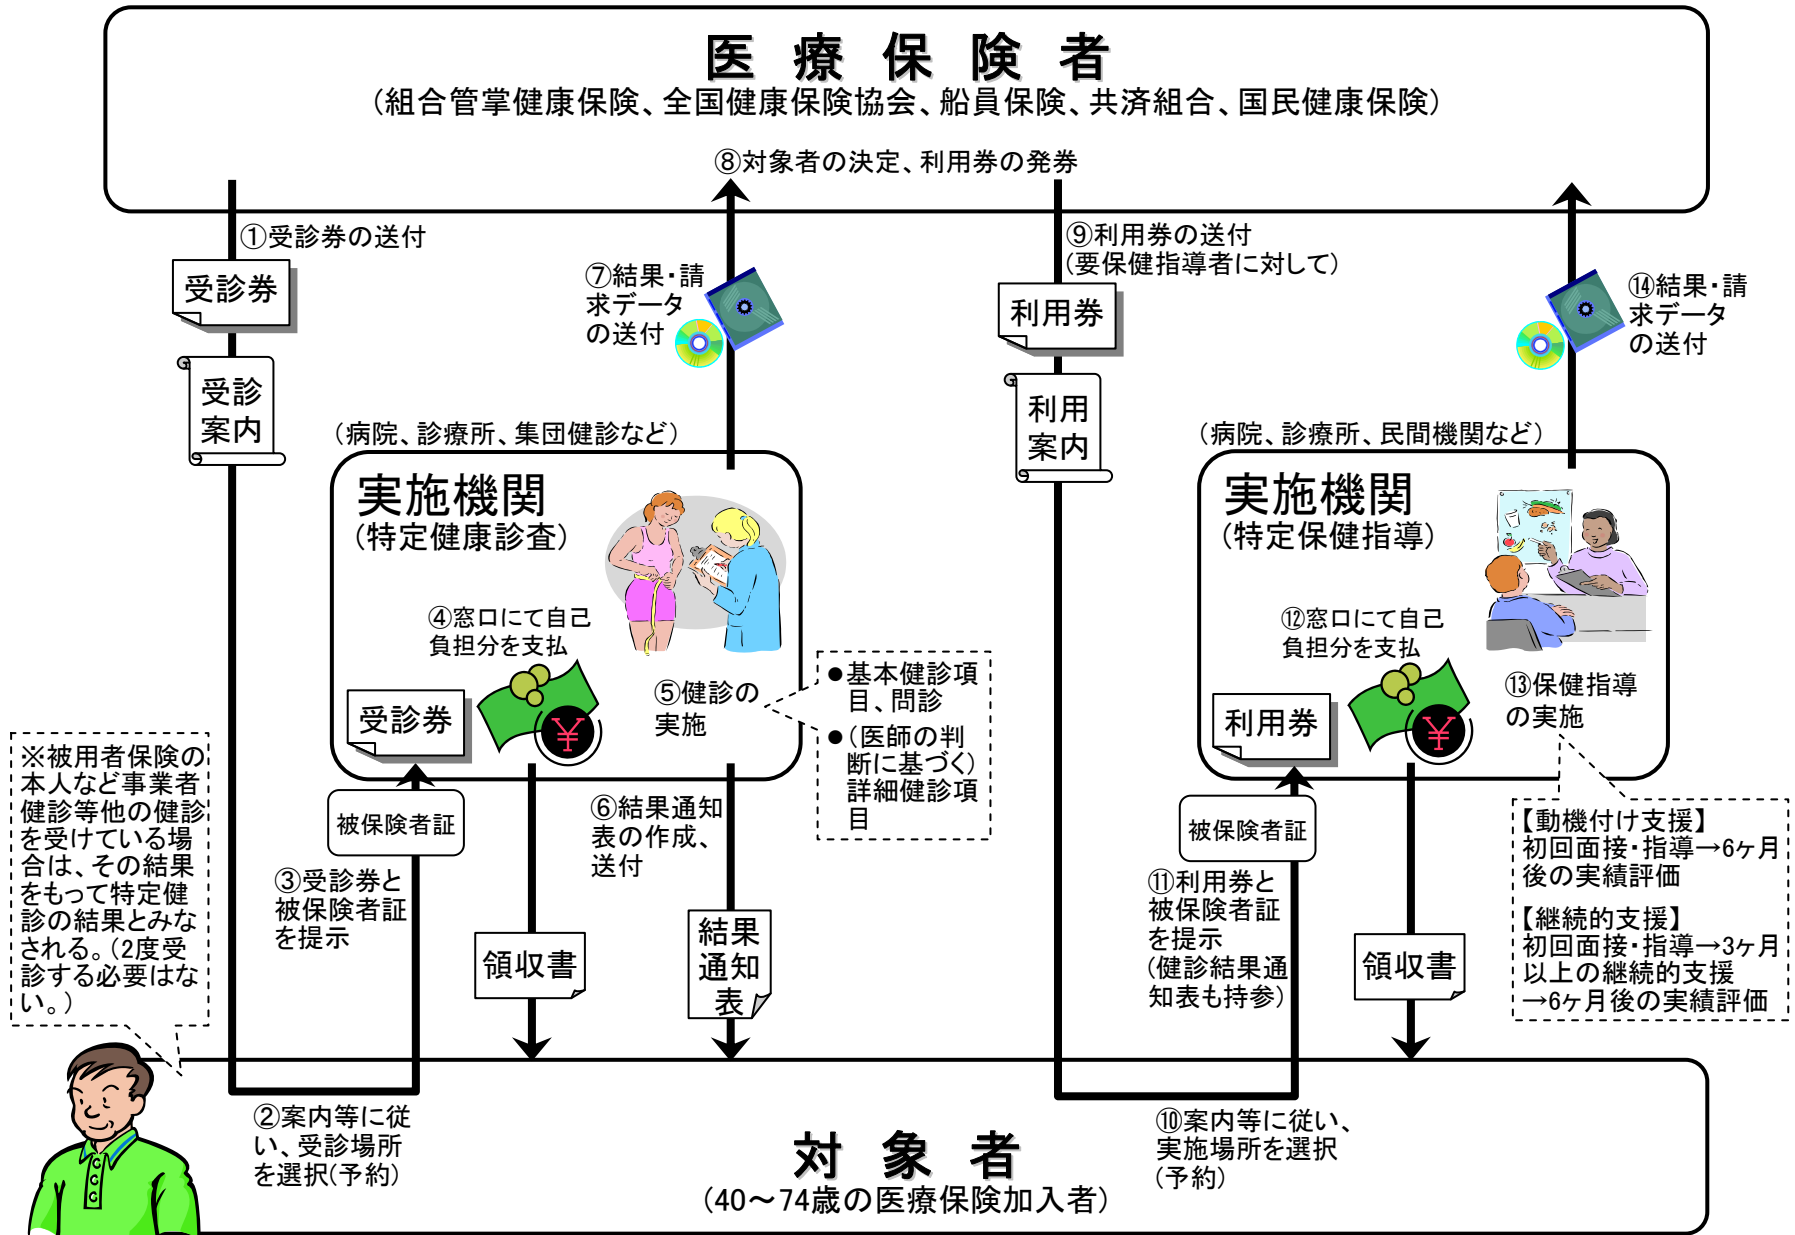 医療保険者
（組合管掌健康保険、全国健康保険協会、船員保険、共済組合、国民健康保険）
⑧対象者の決定、利用券の発券
①受診券の送付
受診券
受診
案内
⑦結果・請
求データ
の送付
⑨利用券の送付
（要保健指導者に対して）
利用券
利用
案内
⑭結果・請
求データ
の送付
（病院、診療所、集団健診など）
実施機関
（特定健康診査）
④窓口にて自己
負担分を支払
受診券
¥
⑤健診の
実施
●基本健診項
目、問診
●（医師の判
断に基づく）
詳細健診項
目
（病院、診療所、民間機関など）
実施機関
（特定保健指導）
⑫窓口にて自己
負担分を支払
利用券
¥
⑬保健指導
の実施
※被用者保険の
本人など事業者
健診等他の健診
を受けている場
合は、その結果
をもって特定健
診の結果とみな
される。（2度受
診する必要はな
い。）
被保険者証
③受診券と
被保険者証
を提示
領収書
⑥結果通知
表の作成、
送付
結果
通知
表
被保険者証
⑪利用券と
被保険者証
を提示
（健診結果通
知表も持参）
領収書
【動機付け支援】
初回面接・指導→6ヶ月
後の実績評価
【継続的支援】
初回面接・指導→3ヶ月
以上の継続的支援
→6ヶ月後の実績評価
②案内等に従
い、受診場所
を選択（予約）
⑩案内等に従い、
実施場所を選択
（予約）
対象者
（40～74歳の医療保険加入者）